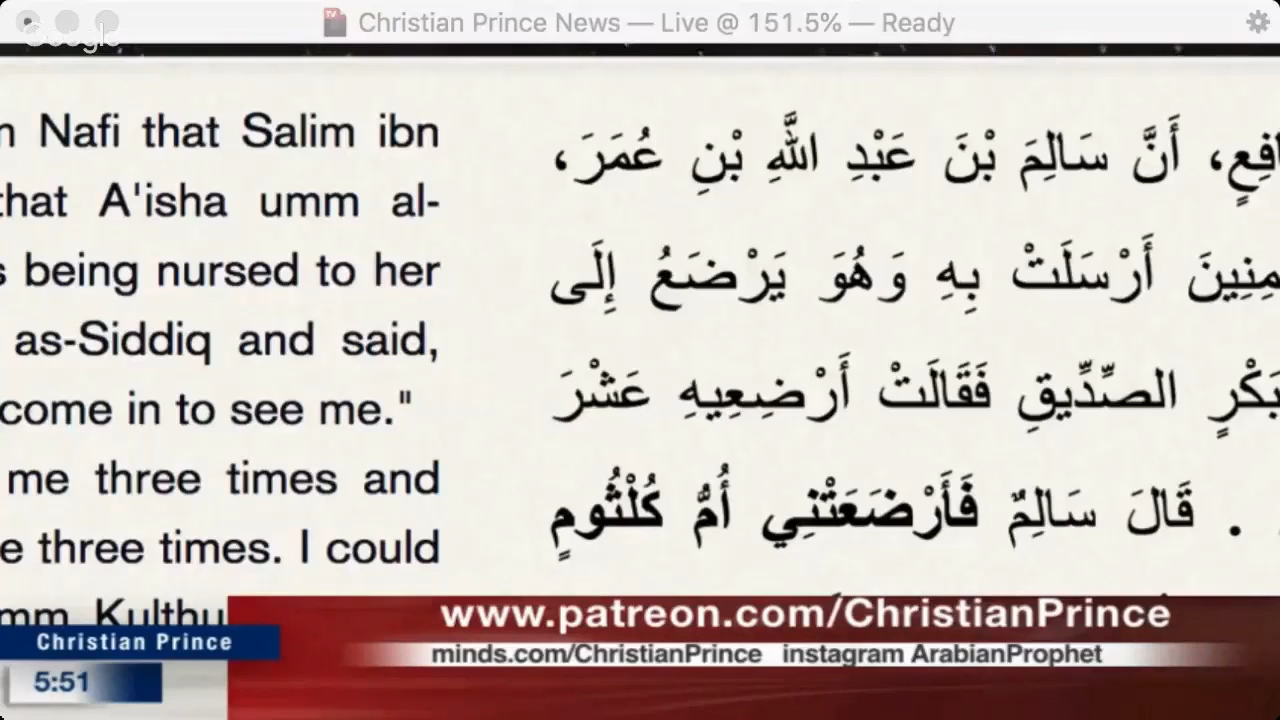 Christian Prince News — Live @ 151.5% — Ready
Google
Nafi that Salim ibn
that A'isha umm al-
being nursed to her
as-Siddiq and said,
come in to see me."
me three times and
three times. I could
Kulthu
أَنَّ سَالِمَ بْنَ عَبْدِ اللَّهِ بْنِ عُمَرَ،
أَرْسَلَتْ بِهِ وَهُوَ يَرْضَعُ إِلَى
الصِّدِّيقِ فَقَالَتْ أَرْضِعِيهِ عَشْرَ
. قَالَ سَالِمٌ فَأَرْضَعَتْنِي أُمُّ كُلْثُومٍ
www.patreon.com/ChristianPrince
Christian Prince
minds.com/ChristianPrince instagram ArabianProphet
5:51